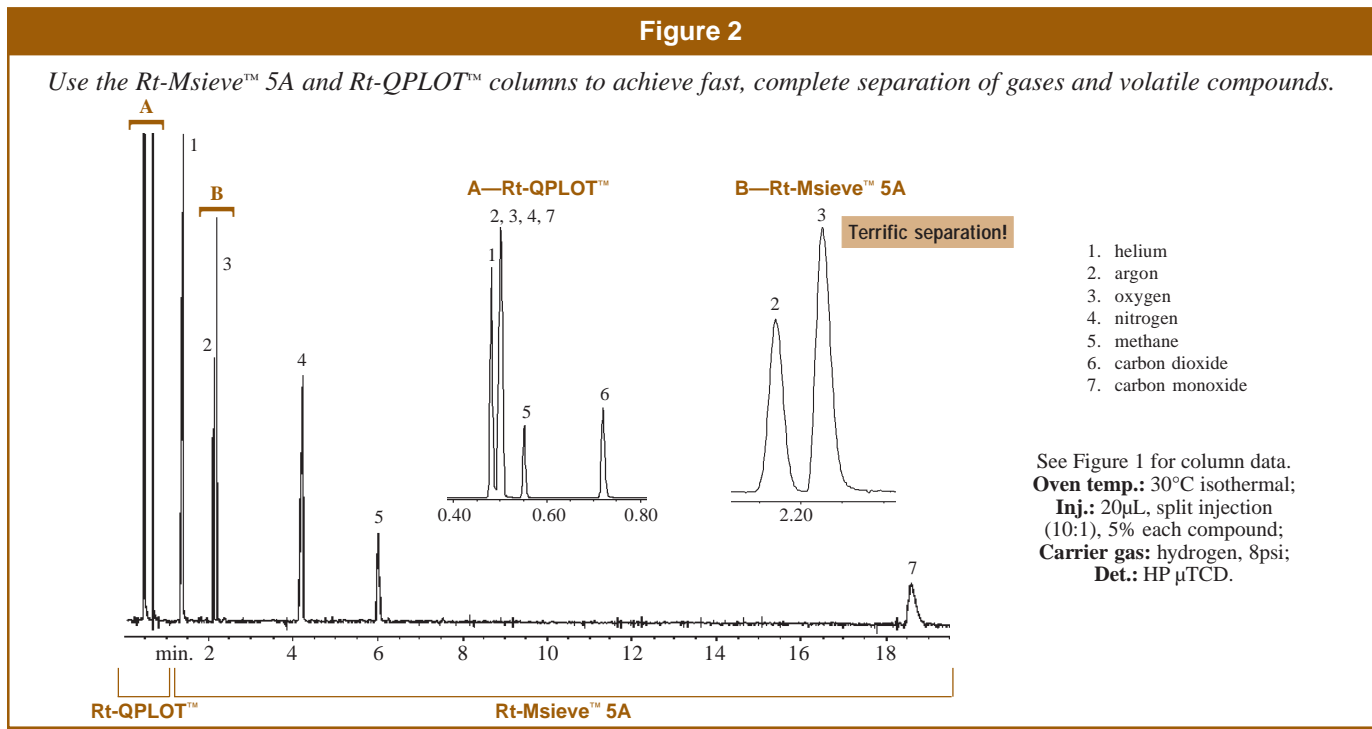 Figure 2
Use the Rt-Msieve™ 5A and Rt-QPLOT™ columns to achieve fast, complete separation of gases and volatile compounds.
A
1
B
3
2
4
5
7
min. 2 4 6 8 10 12 14 16 18
Rt-QPLOT™
Rt-Msieve™ 5A
A—Rt-QPLOT™
2, 3, 4, 7
1
5
6
0.40 0.60 0.80
B—Rt-Msieve™ 5A
3
Terrific separation!
2
2.20
1. helium
2. argon
3. oxygen
4. nitrogen
5. methane
6. carbon dioxide
7. carbon monoxide
See Figure 1 for column data.
Oven temp.: 30°C isothermal;
Inj.: 20µL, split injection
(10:1), 5% each compound;
Carrier gas: hydrogen, 8psi;
Det.: HP µTCD.